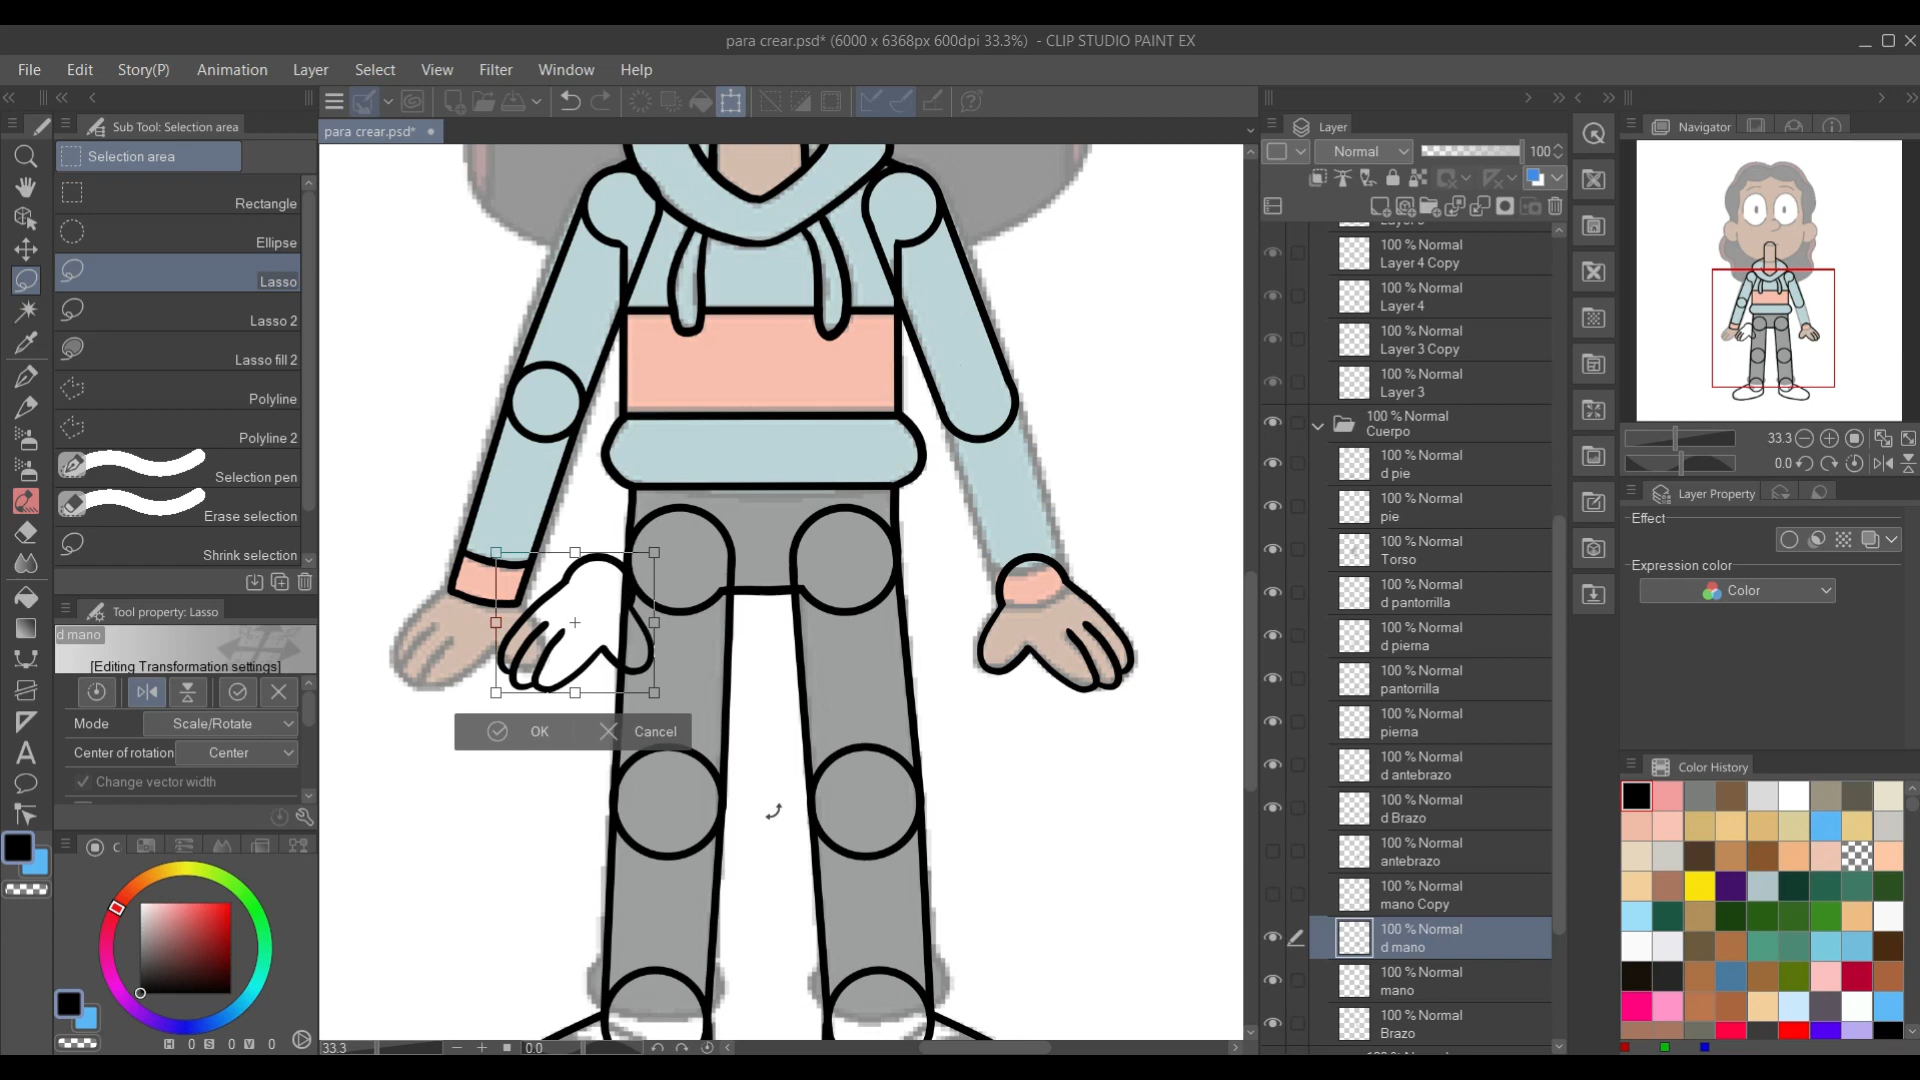 para crear.psd* (6000 x 6368px 600dpi 33.3%) - CLIP STUDIO PAINT EX
File Edit Story(P) Animation Layer Select View Filter Window Help
Sub Tool: Selection area
para crear.psd*
Selection area
Rectangle
Ellipse
Lasso
Lasso 2
Lasso fill 2
Polyline
Polyline 2
Selection pen
Erase selection
Shrink selection
Tool property: Lasso
d mano
[Editing Transformation settings]
Mode Scale/Rotate
Center of rotation Center
Change vector width
C
H 0 S 0 V 0
OK Cancel
33.3 0.0
Layer
Normal 100
100 % Normal
Layer 4 Copy
100 % Normal
Layer 4
100 % Normal
Layer 3 Copy
100 % Normal
Layer 3
100 % Normal
Cuerpo
100 % Normal
d pie
100 % Normal
pie
100 % Normal
Torso
100 % Normal
d pantorrilla
100 % Normal
d pierna
100 % Normal
pantorrilla
100 % Normal
pierna
100 % Normal
d antebrazo
100 % Normal
d Brazo
100 % Normal
antebrazo
100 % Normal
mano Copy
100 % Normal
d mano
100 % Normal
mano
100 % Normal
Brazo
Navigator
33.3
0.0
Layer Property
Effect
Expression color
Color
Color History